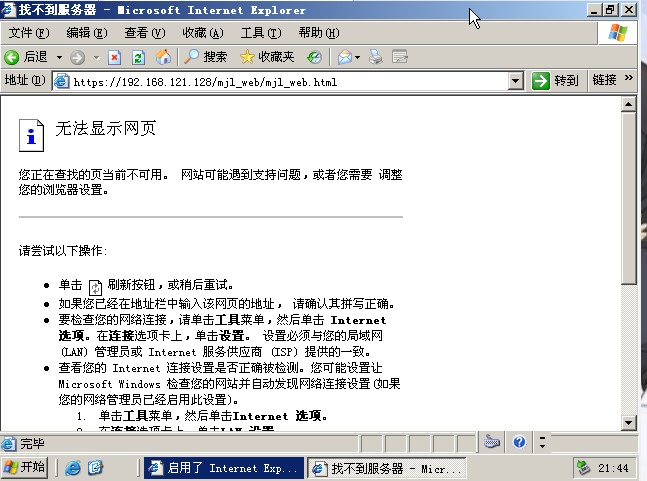 找不到服务器 - Microsoft Internet Explorer
文件(F) 编辑(E) 查看(V) 收藏(A) 工具(T) 帮助(H)
后退 搜索 收藏夹
地址(D) https://192.168.121.128/mjl_web/mjl_web.html 转到 链接 »
无法显示网页
您正在查找的页当前不可用。 网站可能遇到支持问题，或者您需要 调整
您的浏览器设置。
请尝试以下操作:
单击 刷新按钮，或稍后重试。
如果您已经在地址栏中输入该网页的地址， 请确认其拼写正确。
要检查您的网络连接，请单击工具菜单，然后单击 Internet
选项。在连接选项卡上，单击设置。 设置必须与您的局域网
(LAN) 管理员或 Internet 服务供应商 (ISP) 提供的一致。
查看您的 Internet 连接设置是否正确被检测。您可能设置让
Microsoft Windows 检查您的网站并自动发现网络连接设置(如果
您的网络管理员已经启用此设置)。
1. 单击工具菜单，然后单击Internet 选项。
完毕
开始 启用了 Internet Exp... 找不到服务器 - Micr... 21:44